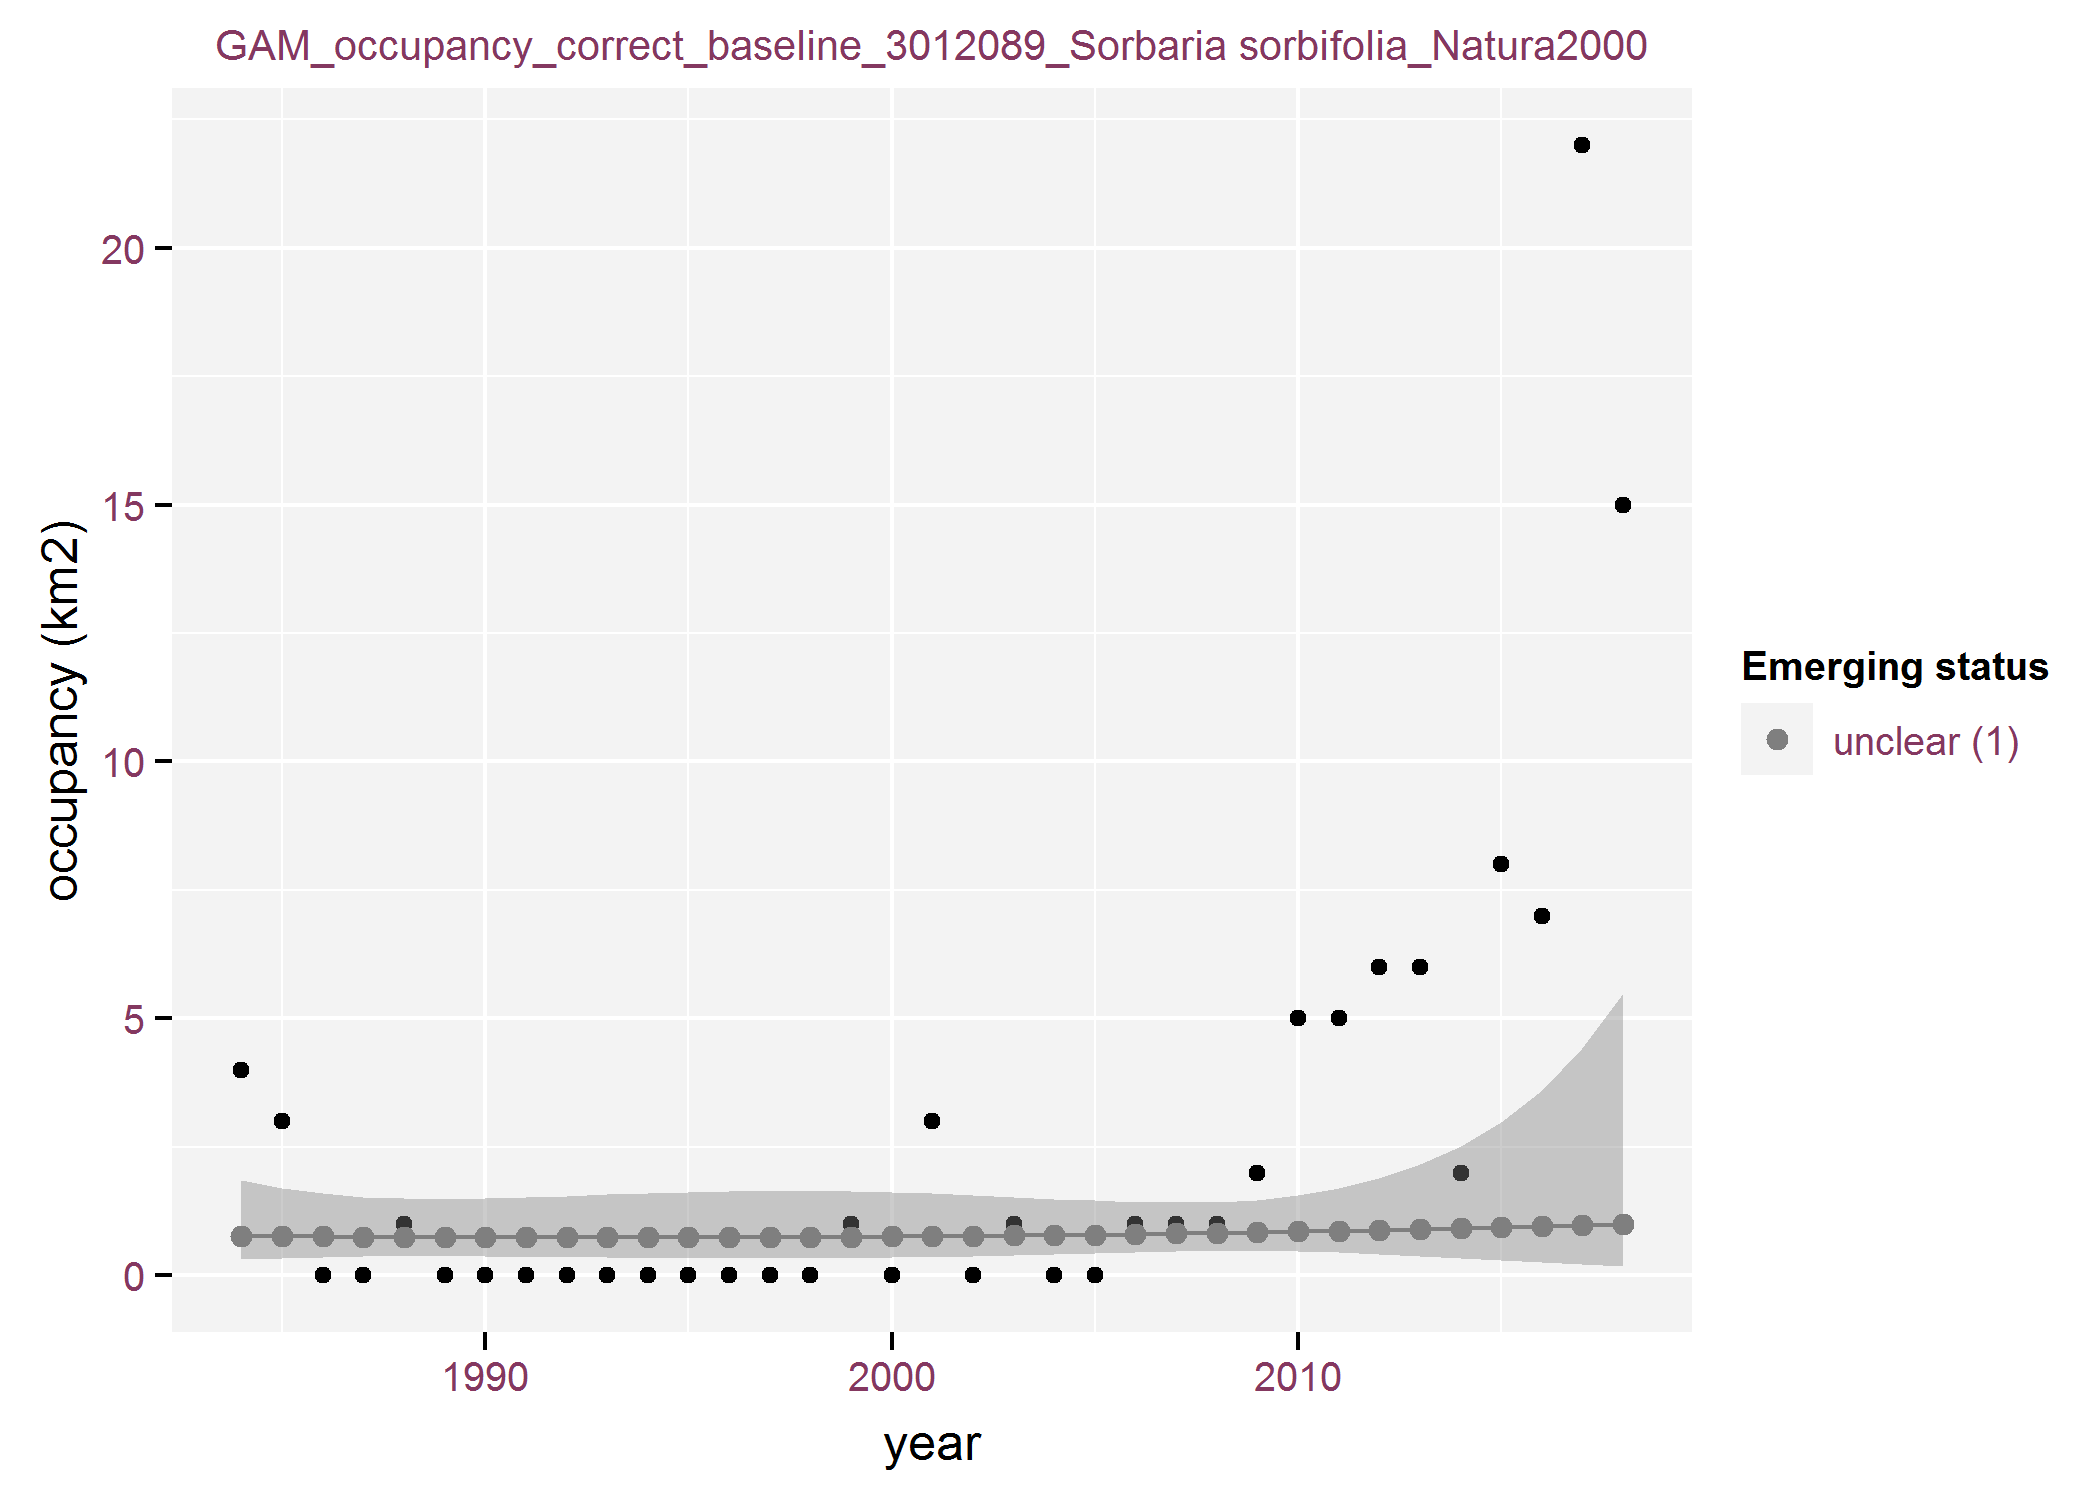 GAM_occupancy_correct_baseline_3012089_Sorbaria sorbifolia_Natura2000
occupancy (km2)
20
15
10
5
0
1990
2000
2010
year
Emerging status
unclear (1)